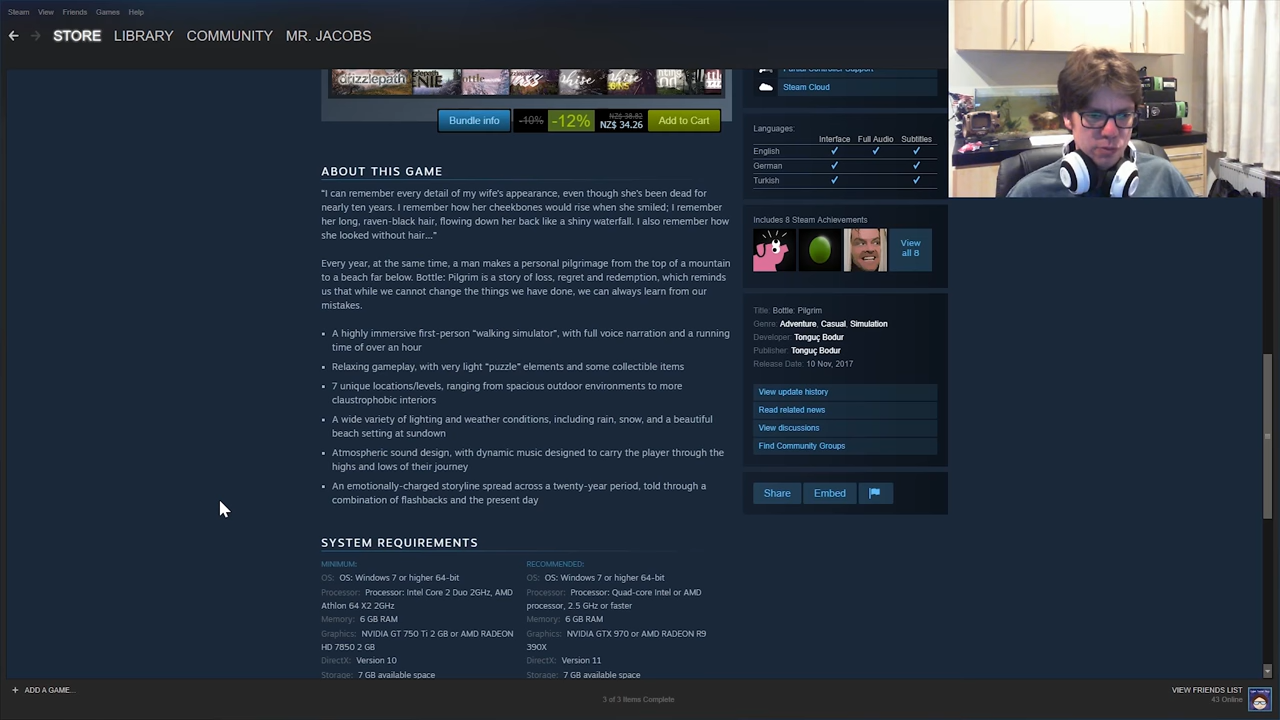 Steam View Friends Games Help
STORE LIBRARY COMMUNITY MR. JACOBS
drizzlepath
Bundle info -10% -12% NZ$ 38.82 NZ$ 34.26 Add to Cart
ABOUT THIS GAME
"I can remember every detail of my wife's appearance, even though she's been dead for
nearly ten years. I remember how her cheekbones would rise when she smiled; I remember
her long, raven-black hair, flowing down her back like a shiny waterfall. I also remember how
she looked without hair..."
Every year, at the same time, a man makes a personal pilgrimage from the top of a mountain
to a beach far below. Bottle: Pilgrim is a story of loss, regret and redemption, which reminds
us that while we cannot change the things we have done, we can always learn from our
mistakes.
A highly immersive first-person "walking simulator", with full voice narration and a running
time of over an hour
Relaxing gameplay, with very light "puzzle" elements and some collectible items
7 unique locations/levels, ranging from spacious outdoor environments to more
claustrophobic interiors
A wide variety of lighting and weather conditions, including rain, snow, and a beautiful
beach setting at sundown
Atmospheric sound design, with dynamic music designed to carry the player through the
highs and lows of their journey
An emotionally-charged storyline spread across a twenty-year period, told through a
combination of flashbacks and the present day
SYSTEM REQUIREMENTS
MINIMUM:
OS: OS: Windows 7 or higher 64-bit
Processor: Processor: Intel Core 2 Duo 2GHz, AMD
Athlon 64 X2 2GHz
Memory: 6 GB RAM
Graphics: NVIDIA GT 750 Ti 2 GB or AMD RADEON
HD 7850 2 GB
DirectX: Version 10
Storage: 7 GB available space
RECOMMENDED:
OS: OS: Windows 7 or higher 64-bit
Processor: Processor: Quad-core Intel or AMD
processor, 2.5 GHz or faster
Memory: 6 GB RAM
Graphics: NVIDIA GTX 970 or AMD RADEON R9
390X
DirectX: Version 11
Storage: 7 GB available space
Partial Controller Support
Steam Cloud
Languages:
Interface Full Audio Subtitles
English ✓ ✓ ✓
German ✓ ✓
Turkish ✓ ✓
Includes 8 Steam Achievements
View
all 8
Title: Bottle: Pilgrim
Genre: Adventure, Casual, Simulation
Developer: Tonguç Bodur
Publisher: Tonguç Bodur
Release Date: 10 Nov, 2017
View update history
Read related news
View discussions
Find Community Groups
Share Embed
+ ADD A GAME...
3 of 3 Items Complete
VIEW FRIENDS LIST
43 Online